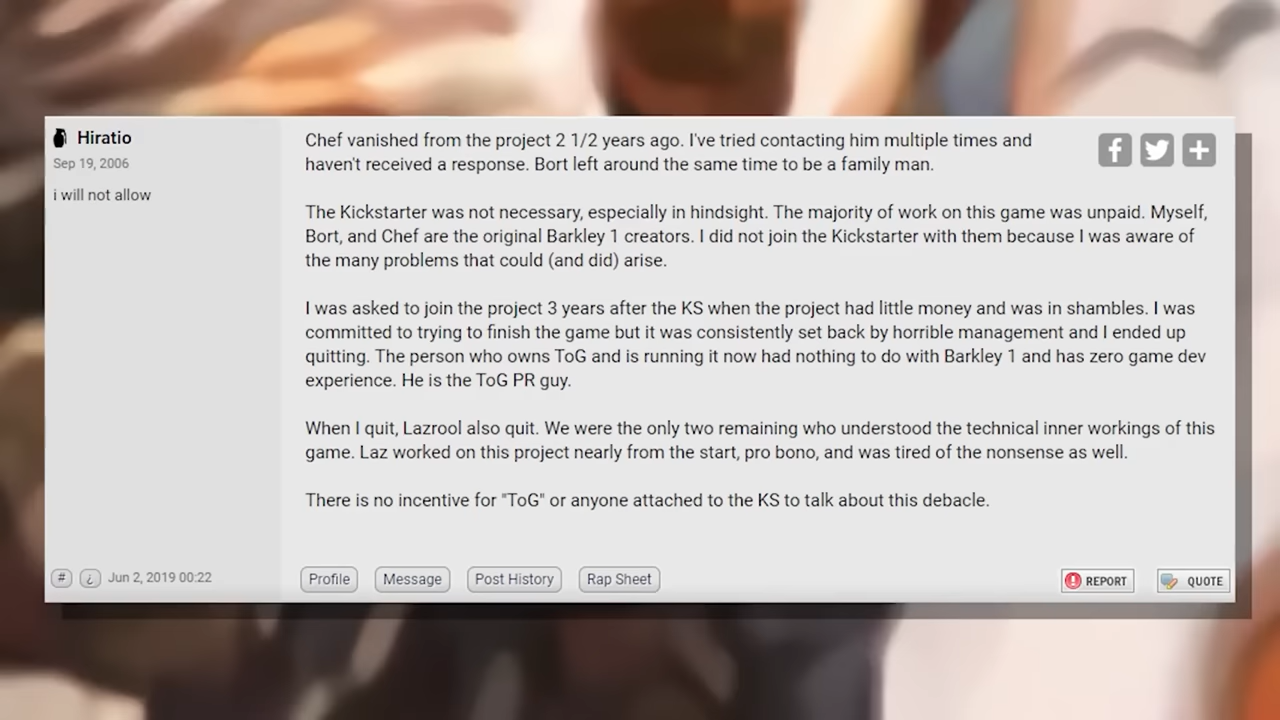 Hiratio
Sep 19, 2006
i will not allow
Chef vanished from the project 2 1/2 years ago. I've tried contacting him multiple times and
haven't received a response. Bort left around the same time to be a family man.
The Kickstarter was not necessary, especially in hindsight. The majority of work on this game was unpaid. Myself,
Bort, and Chef are the original Barkley 1 creators. I did not join the Kickstarter with them because I was aware of
the many problems that could (and did) arise.
I was asked to join the project 3 years after the KS when the project had little money and was in shambles. I was
committed to trying to finish the game but it was consistently set back by horrible management and I ended up
quitting. The person who owns ToG and is running it now had nothing to do with Barkley 1 and has zero game dev
experience. He is the ToG PR guy.
When I quit, Lazrool also quit. We were the only two remaining who understood the technical inner workings of this
game. Laz worked on this project nearly from the start, pro bono, and was tired of the nonsense as well.
There is no incentive for "ToG" or anyone attached to the KS to talk about this debacle.
# ¿ Jun 2, 2019 00:22
Profile Message Post History Rap Sheet
REPORT QUOTE